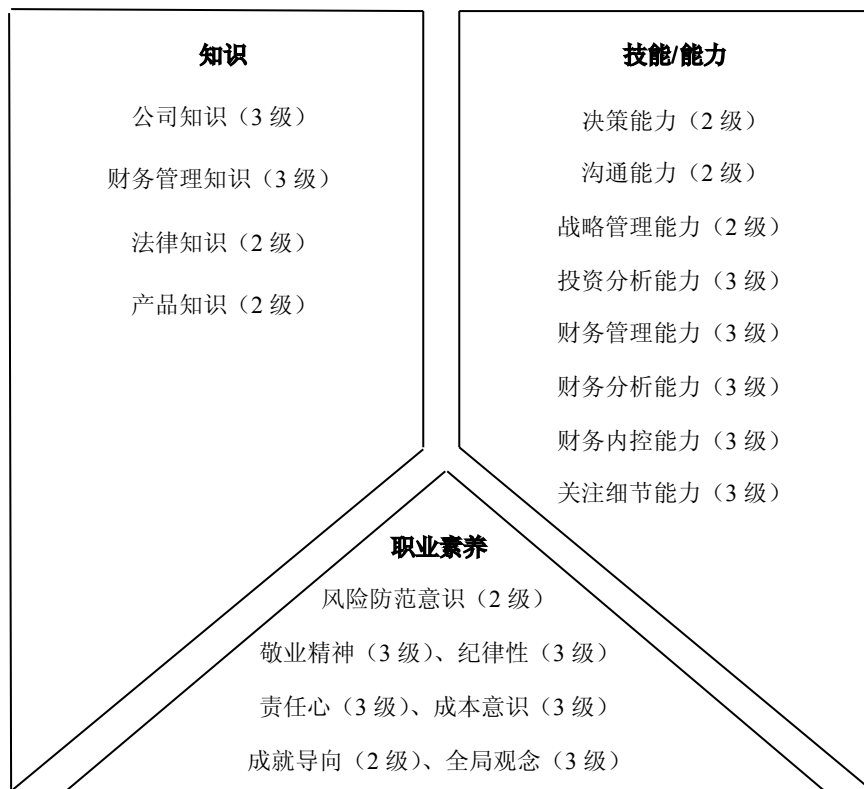 知识
公司知识（3 级）
财务管理知识（3 级）
法律知识（2 级）
产品知识（2 级）
技能/能力
决策能力（2 级）
沟通能力（2 级）
战略管理能力（2 级）
投资分析能力（3 级）
财务管理能力（3 级）
财务分析能力（3 级）
财务内控能力（3 级）
关注细节能力（3 级）
职业素养
风险防范意识（2 级）
敬业精神（3 级）、纪律性（3 级）
责任心（3 级）、成本意识（3 级）
成就导向（2 级）、全局观念（3 级）